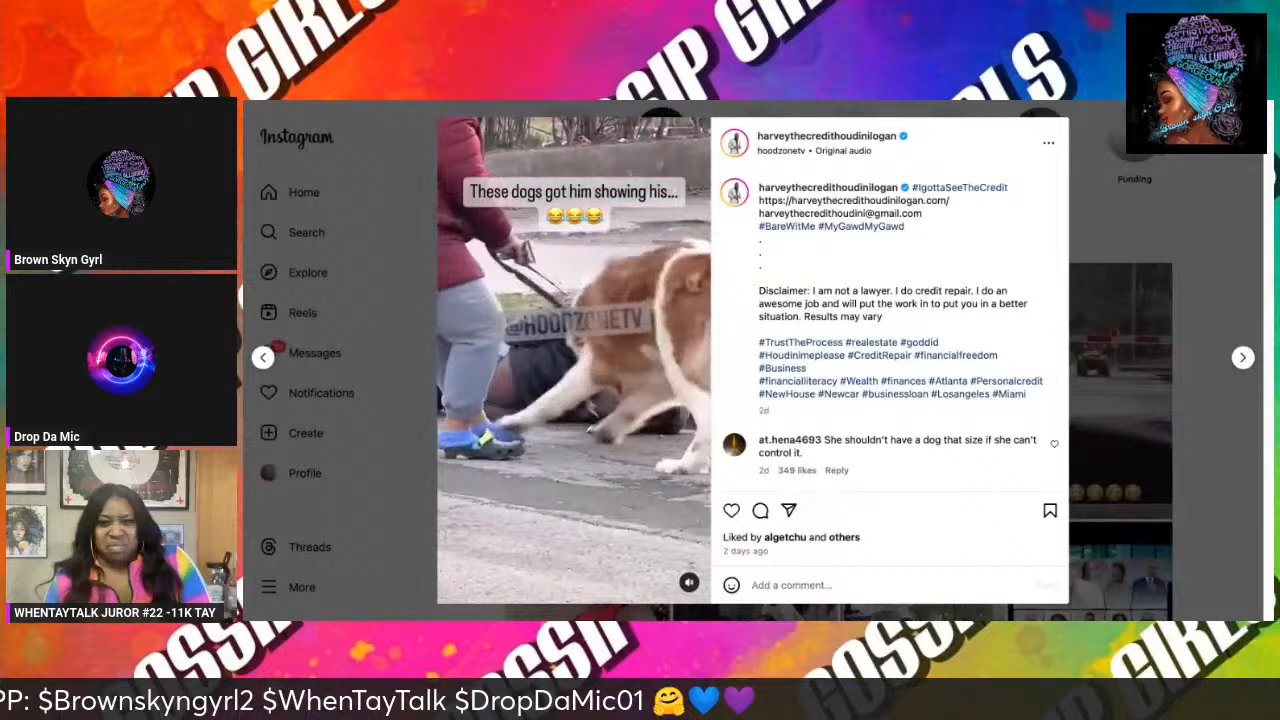 GOSSIP GIRLS
Brown Skyn Gyrl
Brown Skyn Gyrl
Drop Da Mic
WHENTAYTALK JUROR #22 -11K TAY
Instagram
Home
Search
Explore
Reels
Messages
Notifications
Create
Profile
Threads
More
These dogs got him showing his...
😂😂😂
@HOODZONETV
harveythecredithoudinilogan
hoodzonetv • Original audio
harveythecredithoudinilogan #IgottaSeeTheCredit
https://harveythecredithoudinilogan.com/
harveythecredithoudini@gmail.com
#BareWitMe #MyGawdMyGawd
.
.
.
Disclaimer: I am not a lawyer. I do credit repair. I do an
awesome job and will put the work in to put you in a better
situation. Results may vary
#TrustTheProcess #realestate #goddid
#Houdinimeplease #CreditRepair #financialfreedom
#Business
#financialliteracy #Wealth #finances #Atlanta #Personalcredit
#NewHouse #Newcar #businessloan #Losangeles #Miami
2d
at.hena4693 She shouldn't have a dog that size if she can't
control it.
2d 349 likes Reply
Liked by algetchu and others
2 days ago
Add a comment...
Funding
PP: $Brownskyngyrl2 $WhenTayTalk $DropDaMic01 🤗💙💜